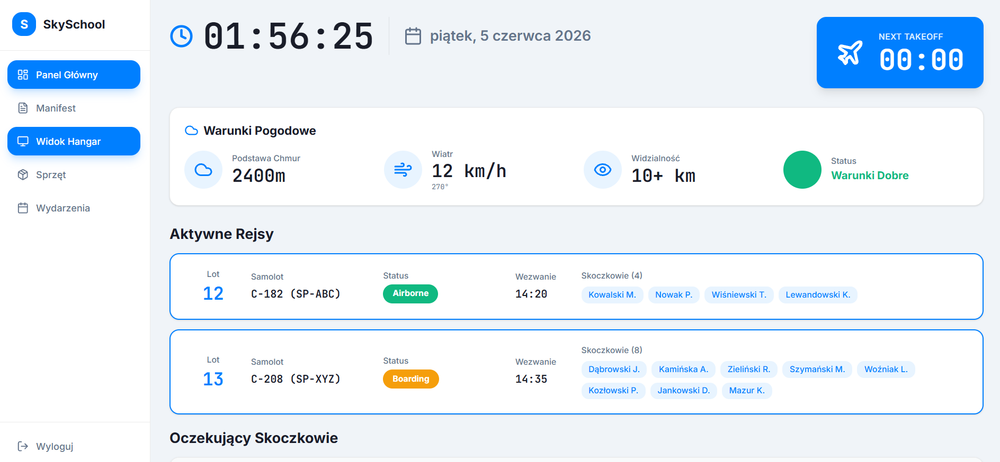 S SkySchool
Panel Główny
Manifest
Widok Hangar
Sprzęt
Wydarzenia
Wyloguj
01:56:25
piątek, 5 czerwca 2026
NEXT TAKEOFF
00:00
Warunki Pogodowe
Podstawa Chmur
2400m
Wiatr
12 km/h
270°
Widzialność
10+ km
Status
Warunki Dobre
Aktywne Rejsy
Lot
12
Samolot
C-182 (SP-ABC)
Status
Airborne
Wezwanie
14:20
Skoczkowie (4)
Kowalski M. Nowak P. Wiśniewski T. Lewandowski K.
Lot
13
Samolot
C-208 (SP-XYZ)
Status
Boarding
Wezwanie
14:35
Skoczkowie (8)
Dąbrowski J. Kamińska A. Zieliński R. Szymański M. Woźniak L.
Kozłowski P. Jankowski D. Mazur K.
Oczekujący Skoczkowie